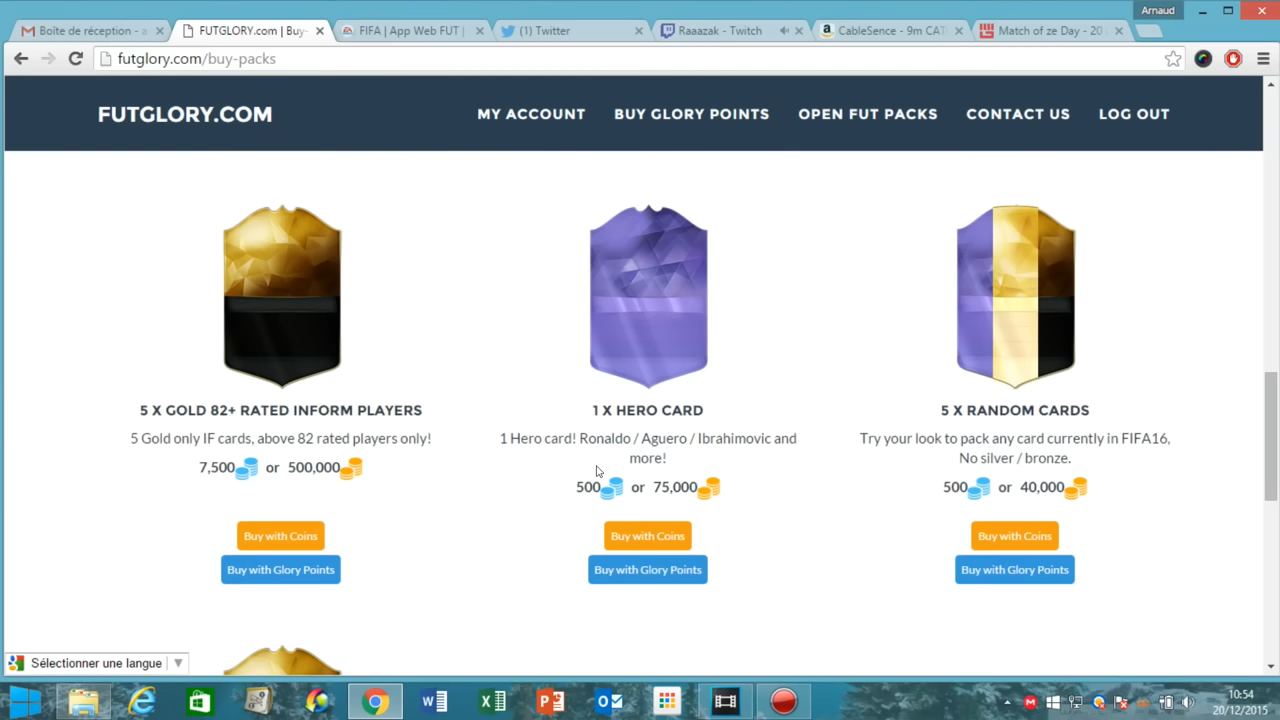 Arnaud
Boîte de réception - a
FUTGLORY.com | Buy-
FIFA | App Web FUT |
(1) Twitter
Raaazak - Twitch
CableSence - 9m CAT
Match of ze Day - 20
futglory.com/buy-packs
FUTGLORY.COM
MY ACCOUNT
BUY GLORY POINTS
OPEN FUT PACKS
CONTACT US
LOG OUT
5 X GOLD 82+ RATED INFORM PLAYERS
5 Gold only IF cards, above 82 rated players only!
7,500 or 500,000
Buy with Coins
Buy with Glory Points
1 X HERO CARD
1 Hero card! Ronaldo / Aguero / Ibrahimovic and
more!
500 or 75,000
Buy with Coins
Buy with Glory Points
5 X RANDOM CARDS
Try your look to pack any card currently in FIFA16,
No silver / bronze.
500 or 40,000
Buy with Coins
Buy with Glory Points
Sélectionner une langue
10:54
20/12/2015